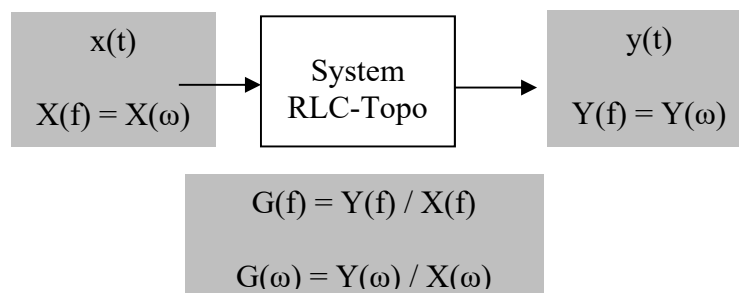 x(t)
X(f) = X(ω)
System
RLC-Topo
y(t)
Y(f) = Y(ω)
G(f) = Y(f) / X(f)
G(ω) = Y(ω) / X(ω)